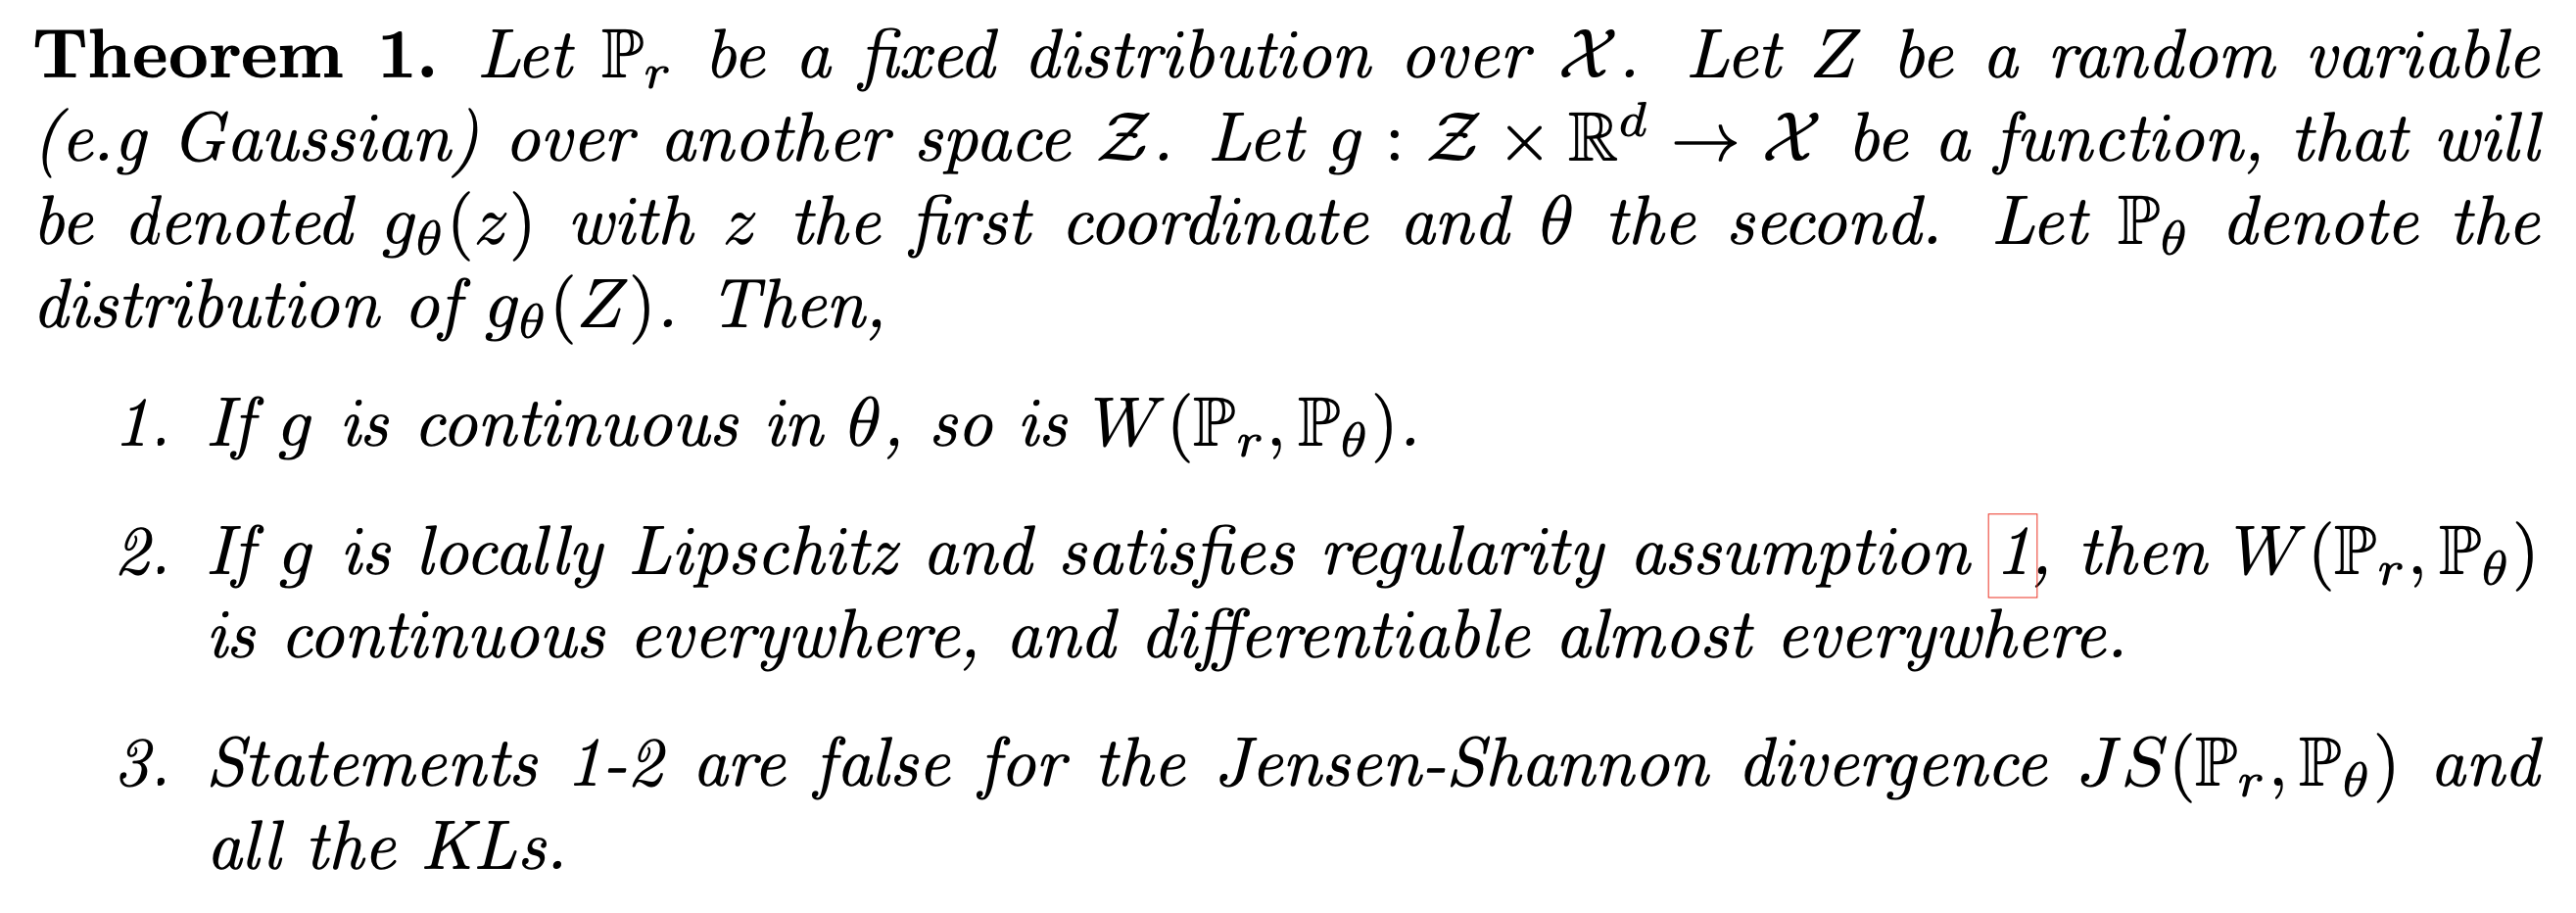 Theorem 1. Let ℙ_r be a fixed distribution over 𝒳. Let Z be a random variable
(e.g Gaussian) over another space 𝒵. Let g : 𝒵 × ℝ^d → 𝒳 be a function, that will
be denoted g_θ(z) with z the first coordinate and θ the second. Let ℙ_θ denote the
distribution of g_θ(Z). Then,
1. If g is continuous in θ, so is W(ℙ_r, ℙ_θ).
2. If g is locally Lipschitz and satisfies regularity assumption 1, then W(ℙ_r, ℙ_θ)
is continuous everywhere, and differentiable almost everywhere.
3. Statements 1-2 are false for the Jensen-Shannon divergence JS(ℙ_r, ℙ_θ) and
all the KLs.